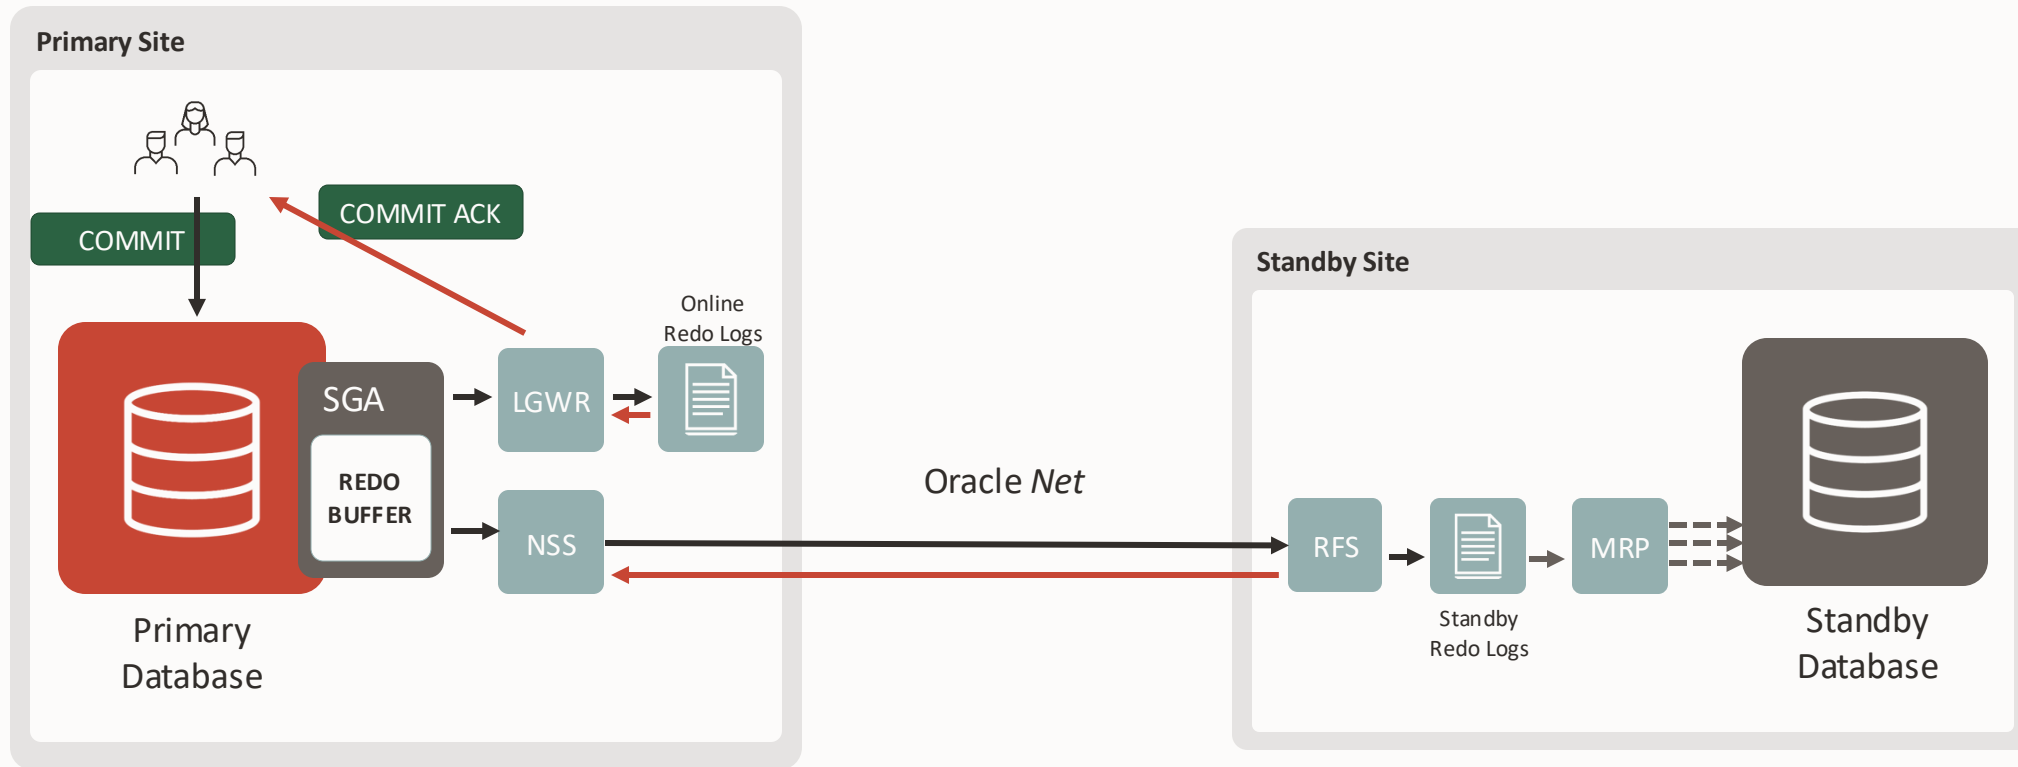 Primary Site
COMMIT
COMMIT ACK
Online
Redo Logs
SGA
LGWR
REDO
BUFFER
NSS
Primary
Database
Oracle Net
Standby Site
RFS
MRP
Standby
Redo Logs
Standby
Database